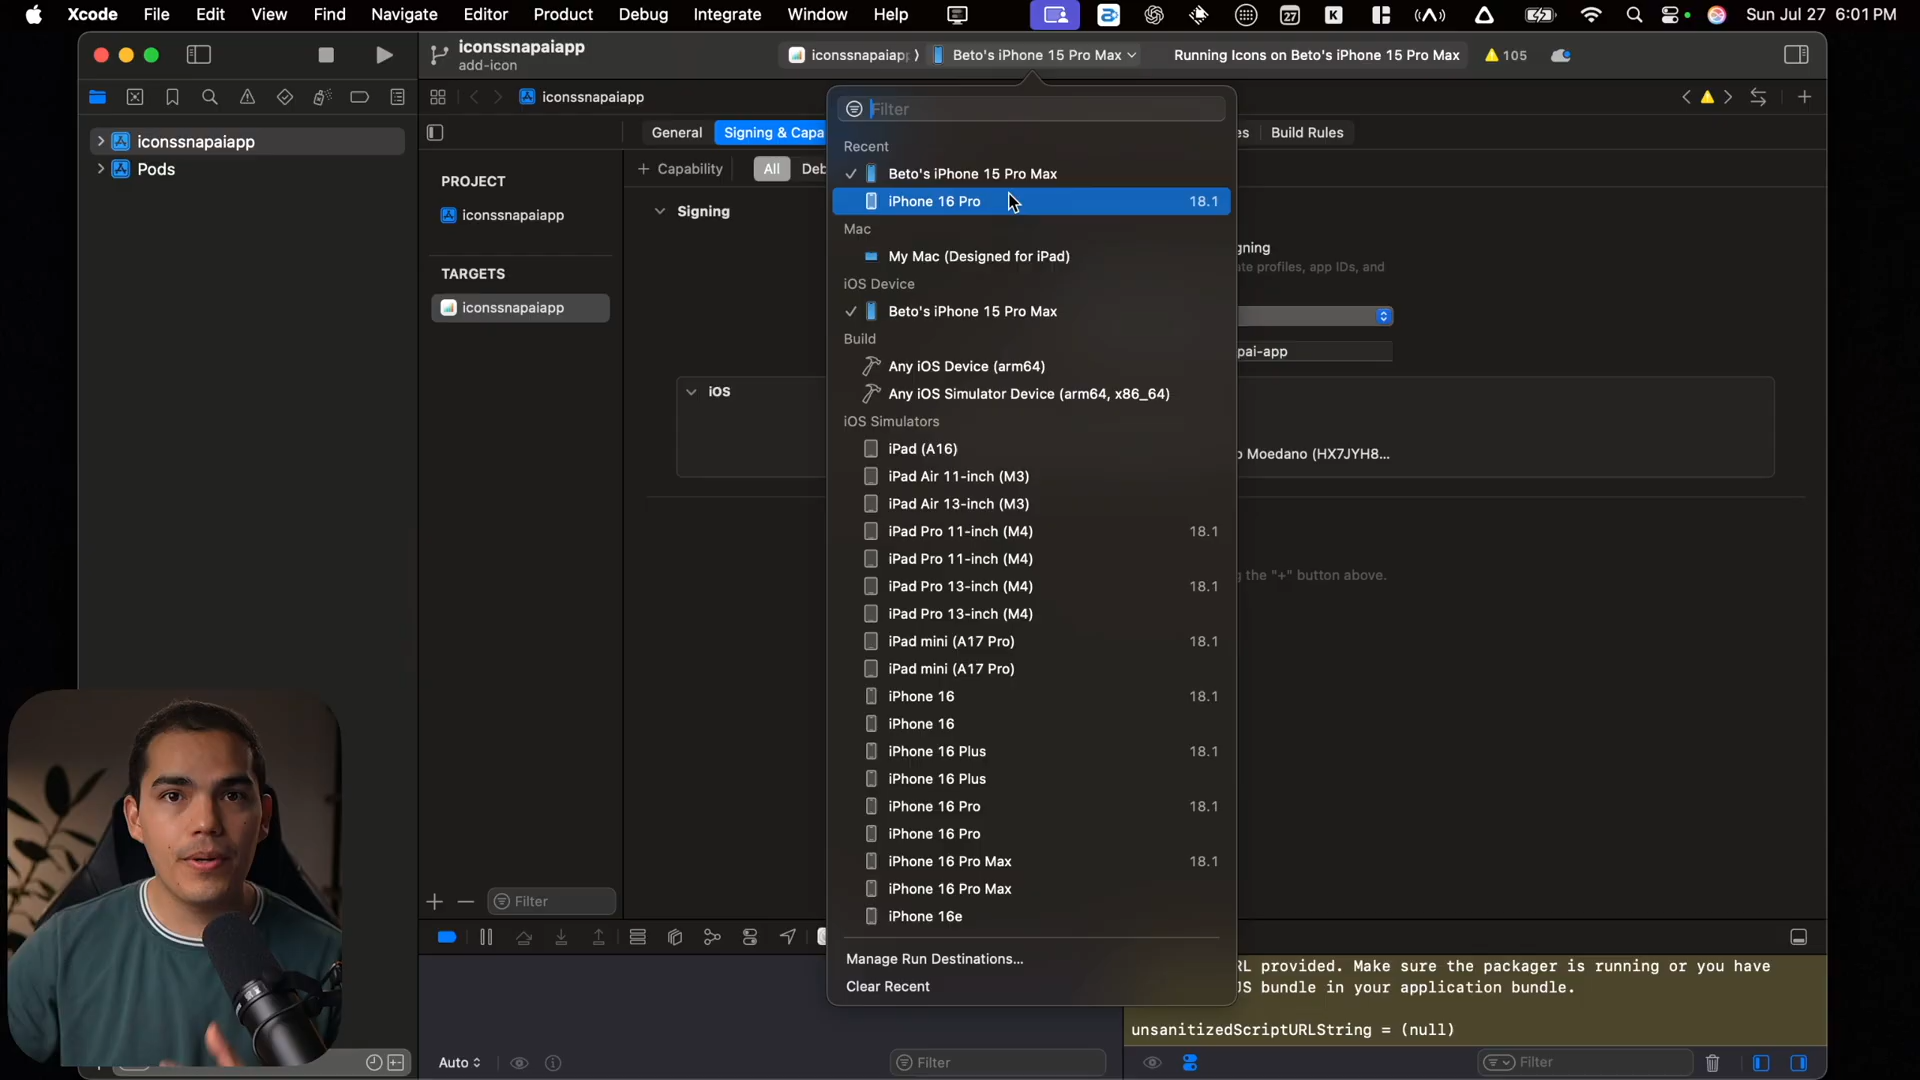 Xcode File Edit View Find Navigate Editor Product Debug Integrate Window Help 27 K Sun Jul 27 6:01 PM
iconssnapaiapp
add-icon
iconssnapaiapp Beto's iPhone 15 Pro Max Running Icons on Beto's iPhone 15 Pro Max 105
iconssnapaiapp
Filter
iconssnapaiapp
Pods
General Signing & Capa es Build Rules
Capability All Deb
PROJECT
iconssnapaiapp
TARGETS
iconssnapaiapp
Signing
gning
ate profiles, app IDs, and
pai-app
iOS
o Moedano (HX7JYH8...
g the "+" button above.
Recent
Beto's iPhone 15 Pro Max
iPhone 16 Pro 18.1
Mac
My Mac (Designed for iPad)
iOS Device
Beto's iPhone 15 Pro Max
Build
Any iOS Device (arm64)
Any iOS Simulator Device (arm64, x86_64)
iOS Simulators
iPad (A16)
iPad Air 11-inch (M3)
iPad Air 13-inch (M3)
iPad Pro 11-inch (M4) 18.1
iPad Pro 11-inch (M4)
iPad Pro 13-inch (M4) 18.1
iPad Pro 13-inch (M4)
iPad mini (A17 Pro) 18.1
iPad mini (A17 Pro)
iPhone 16 18.1
iPhone 16
iPhone 16 Plus 18.1
iPhone 16 Plus
iPhone 16 Pro 18.1
iPhone 16 Pro
iPhone 16 Pro Max 18.1
iPhone 16 Pro Max
iPhone 16e
Manage Run Destinations...
Clear Recent
Filter
RL provided. Make sure the packager is running or you have
JS bundle in your application bundle.
unsanitizedScriptURLString = (null)
Auto Filter Filter